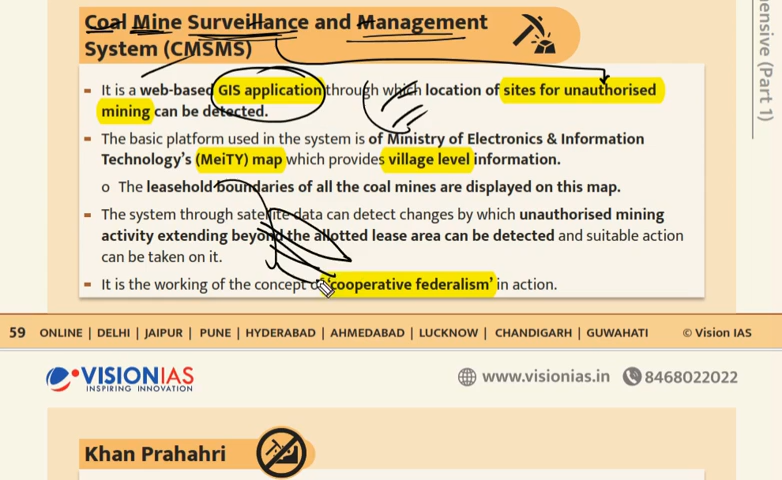 Coal Mine Surveillance and Management
System (CMSMS)
- It is a web-based GIS application through which location of sites for unauthorised
mining can be detected.
- The basic platform used in the system is of Ministry of Electronics & Information
Technology's (MeiTY) map which provides village level information.
o The leasehold boundaries of all the coal mines are displayed on this map.
- The system through satellite data can detect changes by which unauthorised mining
activity extending beyond the allotted lease area can be detected and suitable action
can be taken on it.
- It is the working of the concept of 'cooperative federalism' in action.
59 ONLINE | DELHI | JAIPUR | PUNE | HYDERABAD | AHMEDABAD | LUCKNOW | CHANDIGARH | GUWAHATI © Vision IAS
VISIONIAS
INSPIRING INNOVATION
www.visionias.in 8468022022
Khan Prahahri
ensive (Part 1)